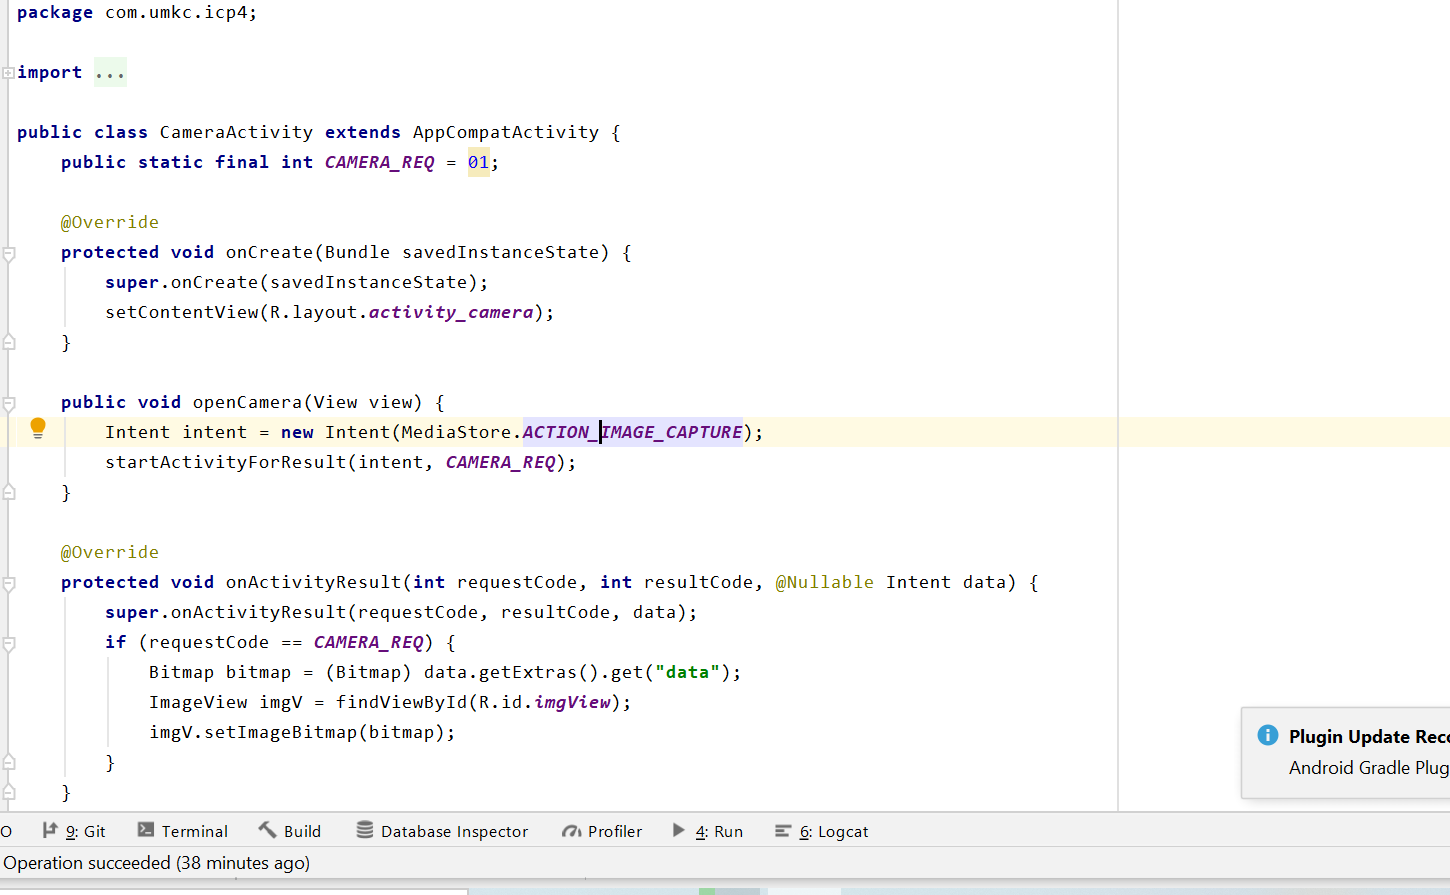 package com.umkc.icp4;
import ...
public class CameraActivity extends AppCompatActivity {
public static final int CAMERA_REQ = 01;
@Override
protected void onCreate(Bundle savedInstanceState) {
super.onCreate(savedInstanceState);
setContentView(R.layout.activity_camera);
}
public void openCamera(View view) {
Intent intent = new Intent(MediaStore.ACTION_IMAGE_CAPTURE);
startActivityForResult(intent, CAMERA_REQ);
}
@Override
protected void onActivityResult(int requestCode, int resultCode, @Nullable Intent data) {
super.onActivityResult(requestCode, resultCode, data);
if (requestCode == CAMERA_REQ) {
Bitmap bitmap = (Bitmap) data.getExtras().get("data");
ImageView imgV = findViewById(R.id.imgView);
imgV.setImageBitmap(bitmap);
}
}
Plugin Update Reco
Android Gradle Plug
O 9: Git Terminal Build Database Inspector Profiler 4: Run 6: Logcat
Operation succeeded (38 minutes ago)